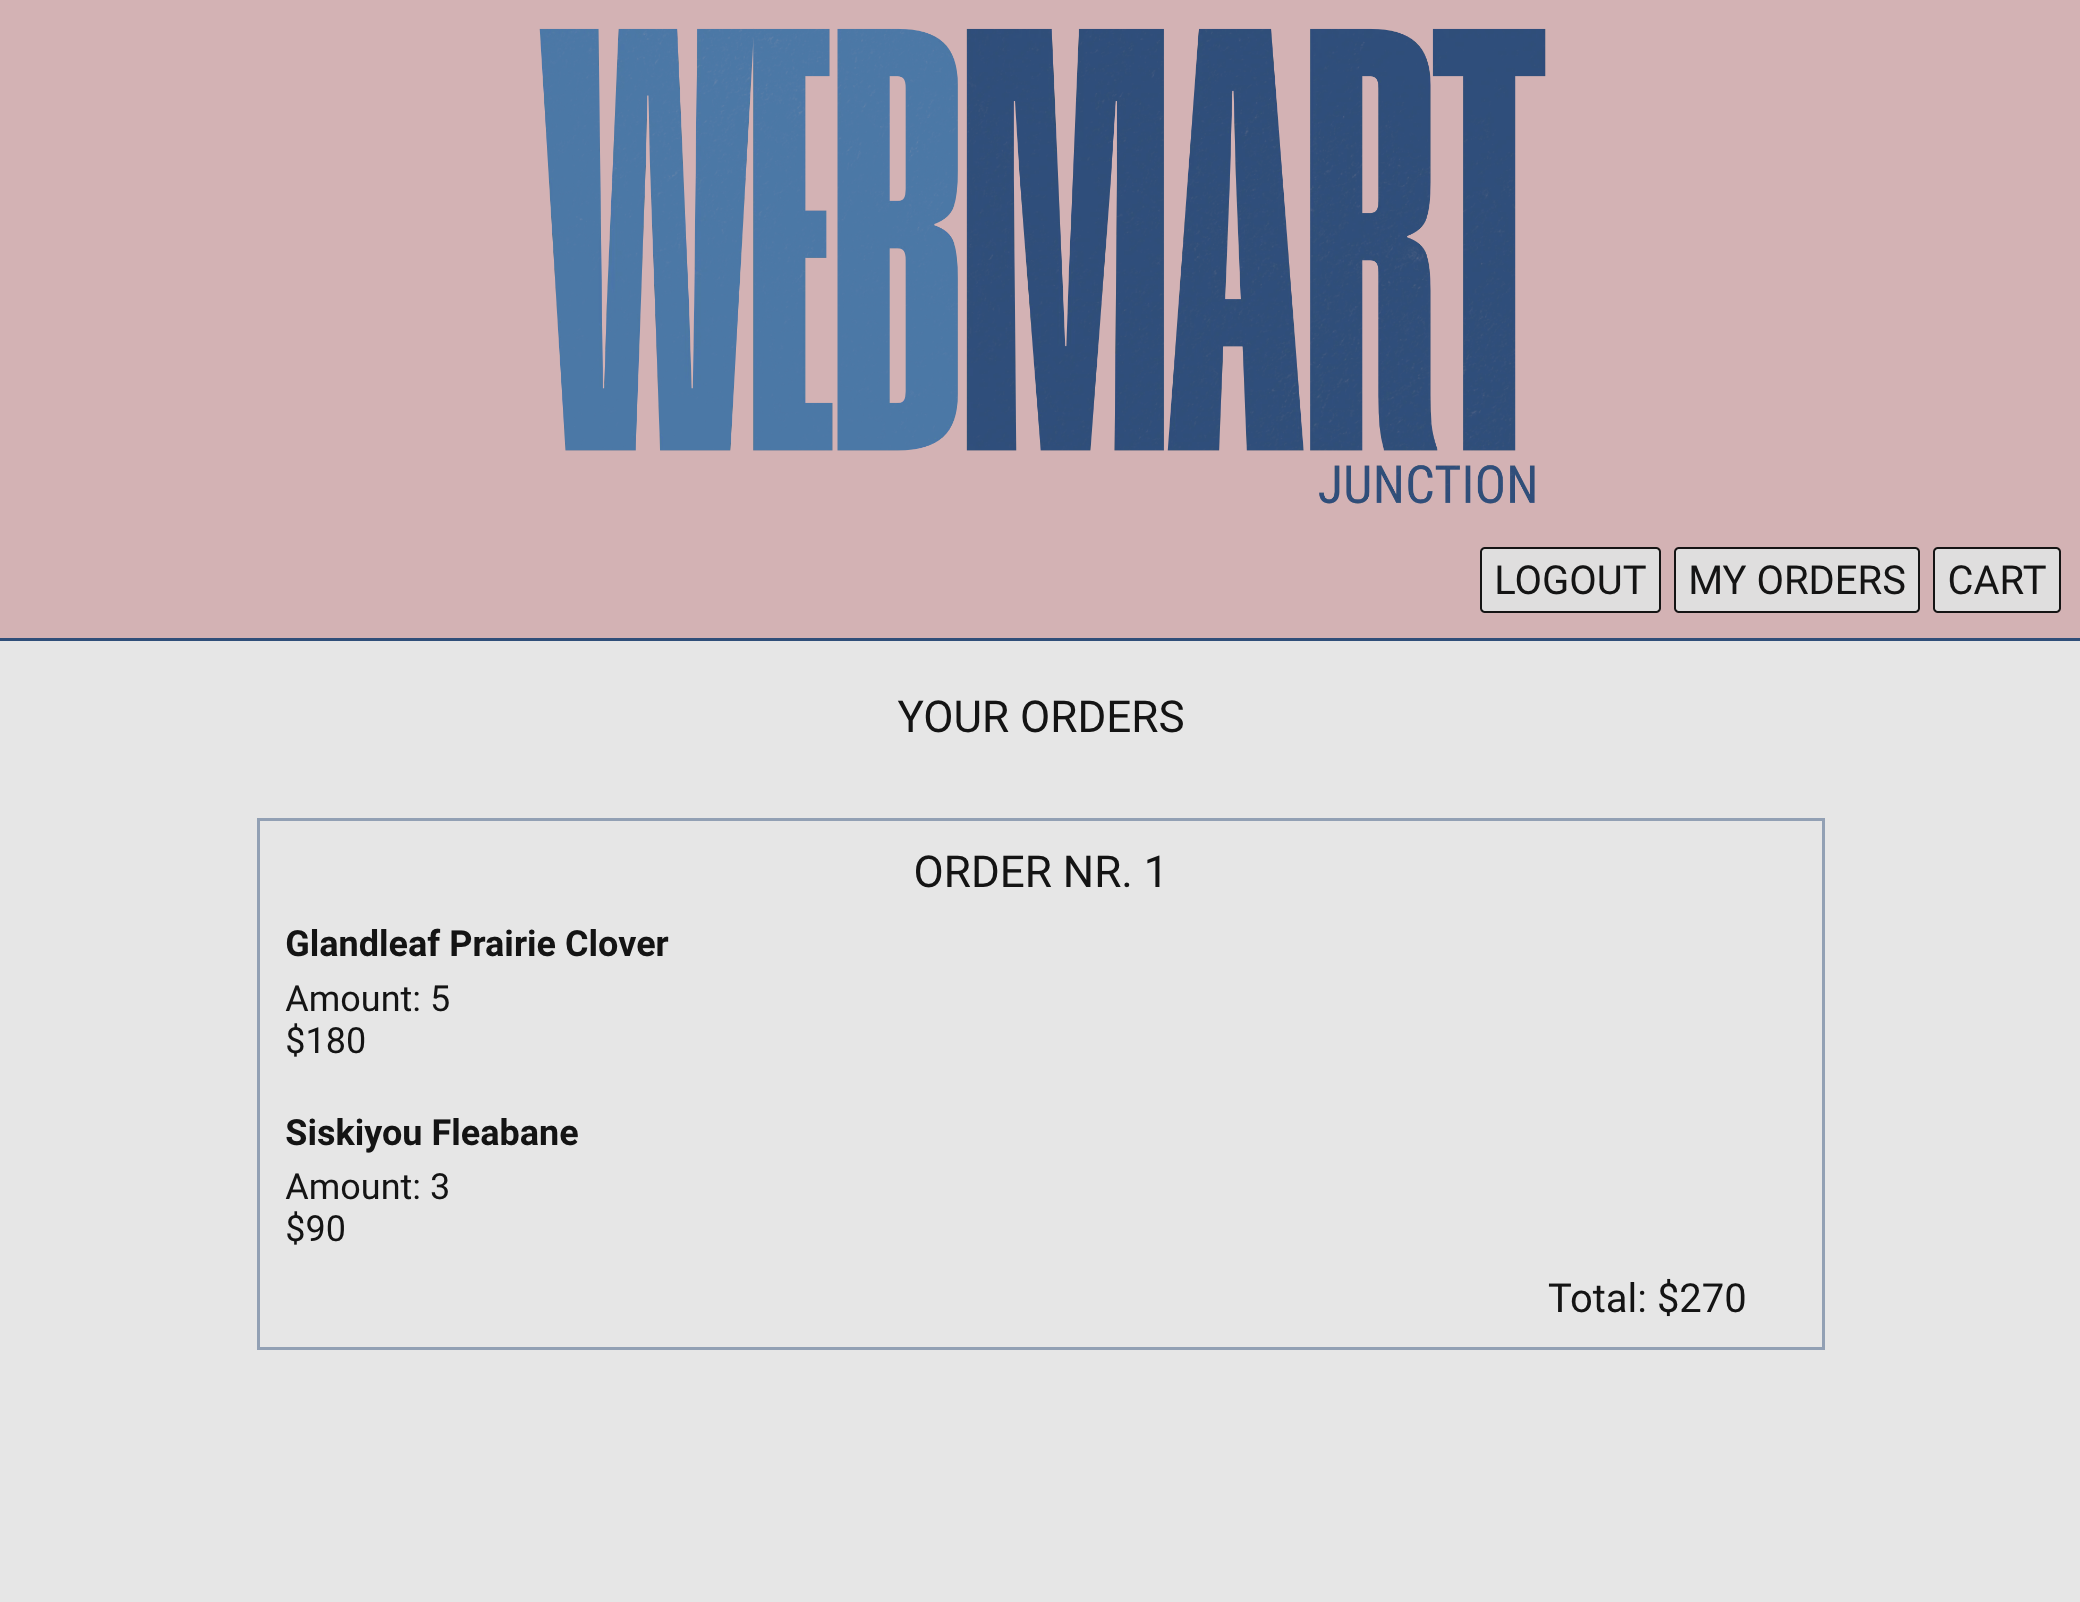 WEBMART
JUNCTION
LOGOUT MY ORDERS CART
YOUR ORDERS
ORDER NR. 1
Glandleaf Prairie Clover
Amount: 5
$180
Siskiyou Fleabane
Amount: 3
$90
Total: $270